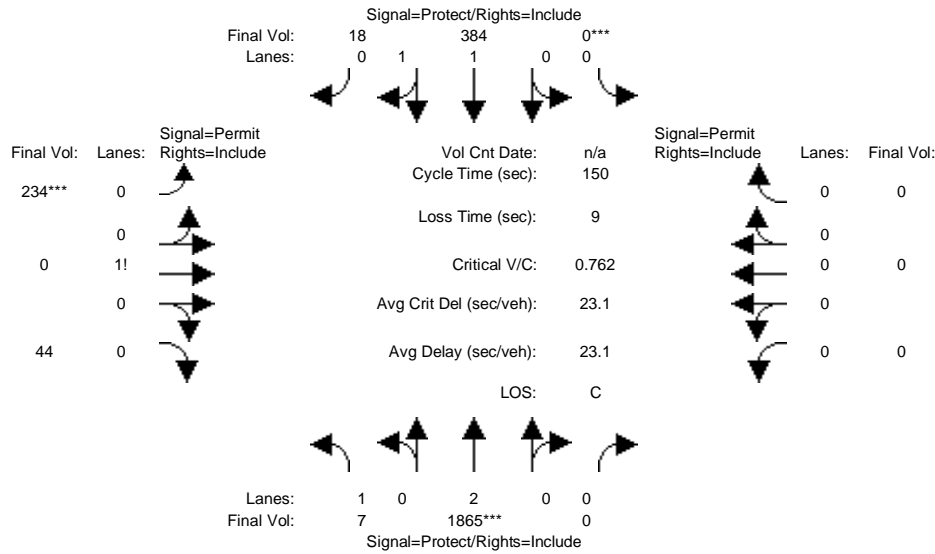 Signal=Protect/Rights=Include
Final Vol: 18 384 0***
Lanes: 0 1 1 0 0
Signal=Permit Signal=Permit
Final Vol: Lanes: Rights=Include Vol Cnt Date: n/a Rights=Include Lanes: Final Vol:
Cycle Time (sec): 150
234*** 0 0 0
Loss Time (sec): 9
0 0
0 1! Critical V/C: 0.762 0 0
0 Avg Crit Del (sec/veh): 23.1 0
44 0 Avg Delay (sec/veh): 23.1 0 0
LOS: C
Lanes: 1 0 2 0 0
Final Vol: 7 1865*** 0
Signal=Protect/Rights=Include